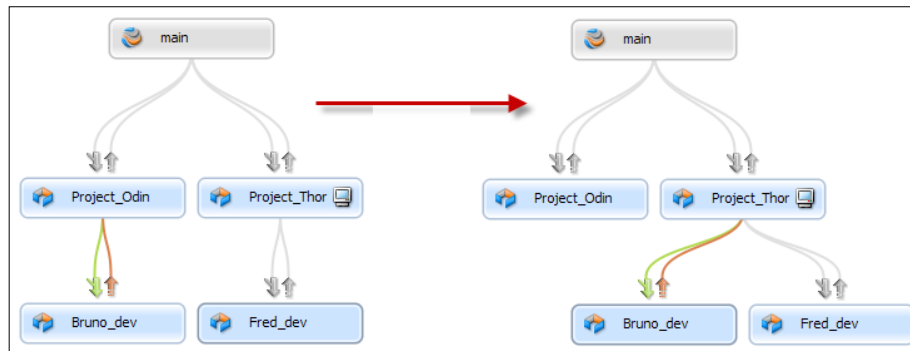 main
main
Project_Odin
Project_Thor
Project_Odin
Project_Thor
Bruno_dev
Fred_dev
Bruno_dev
Fred_dev